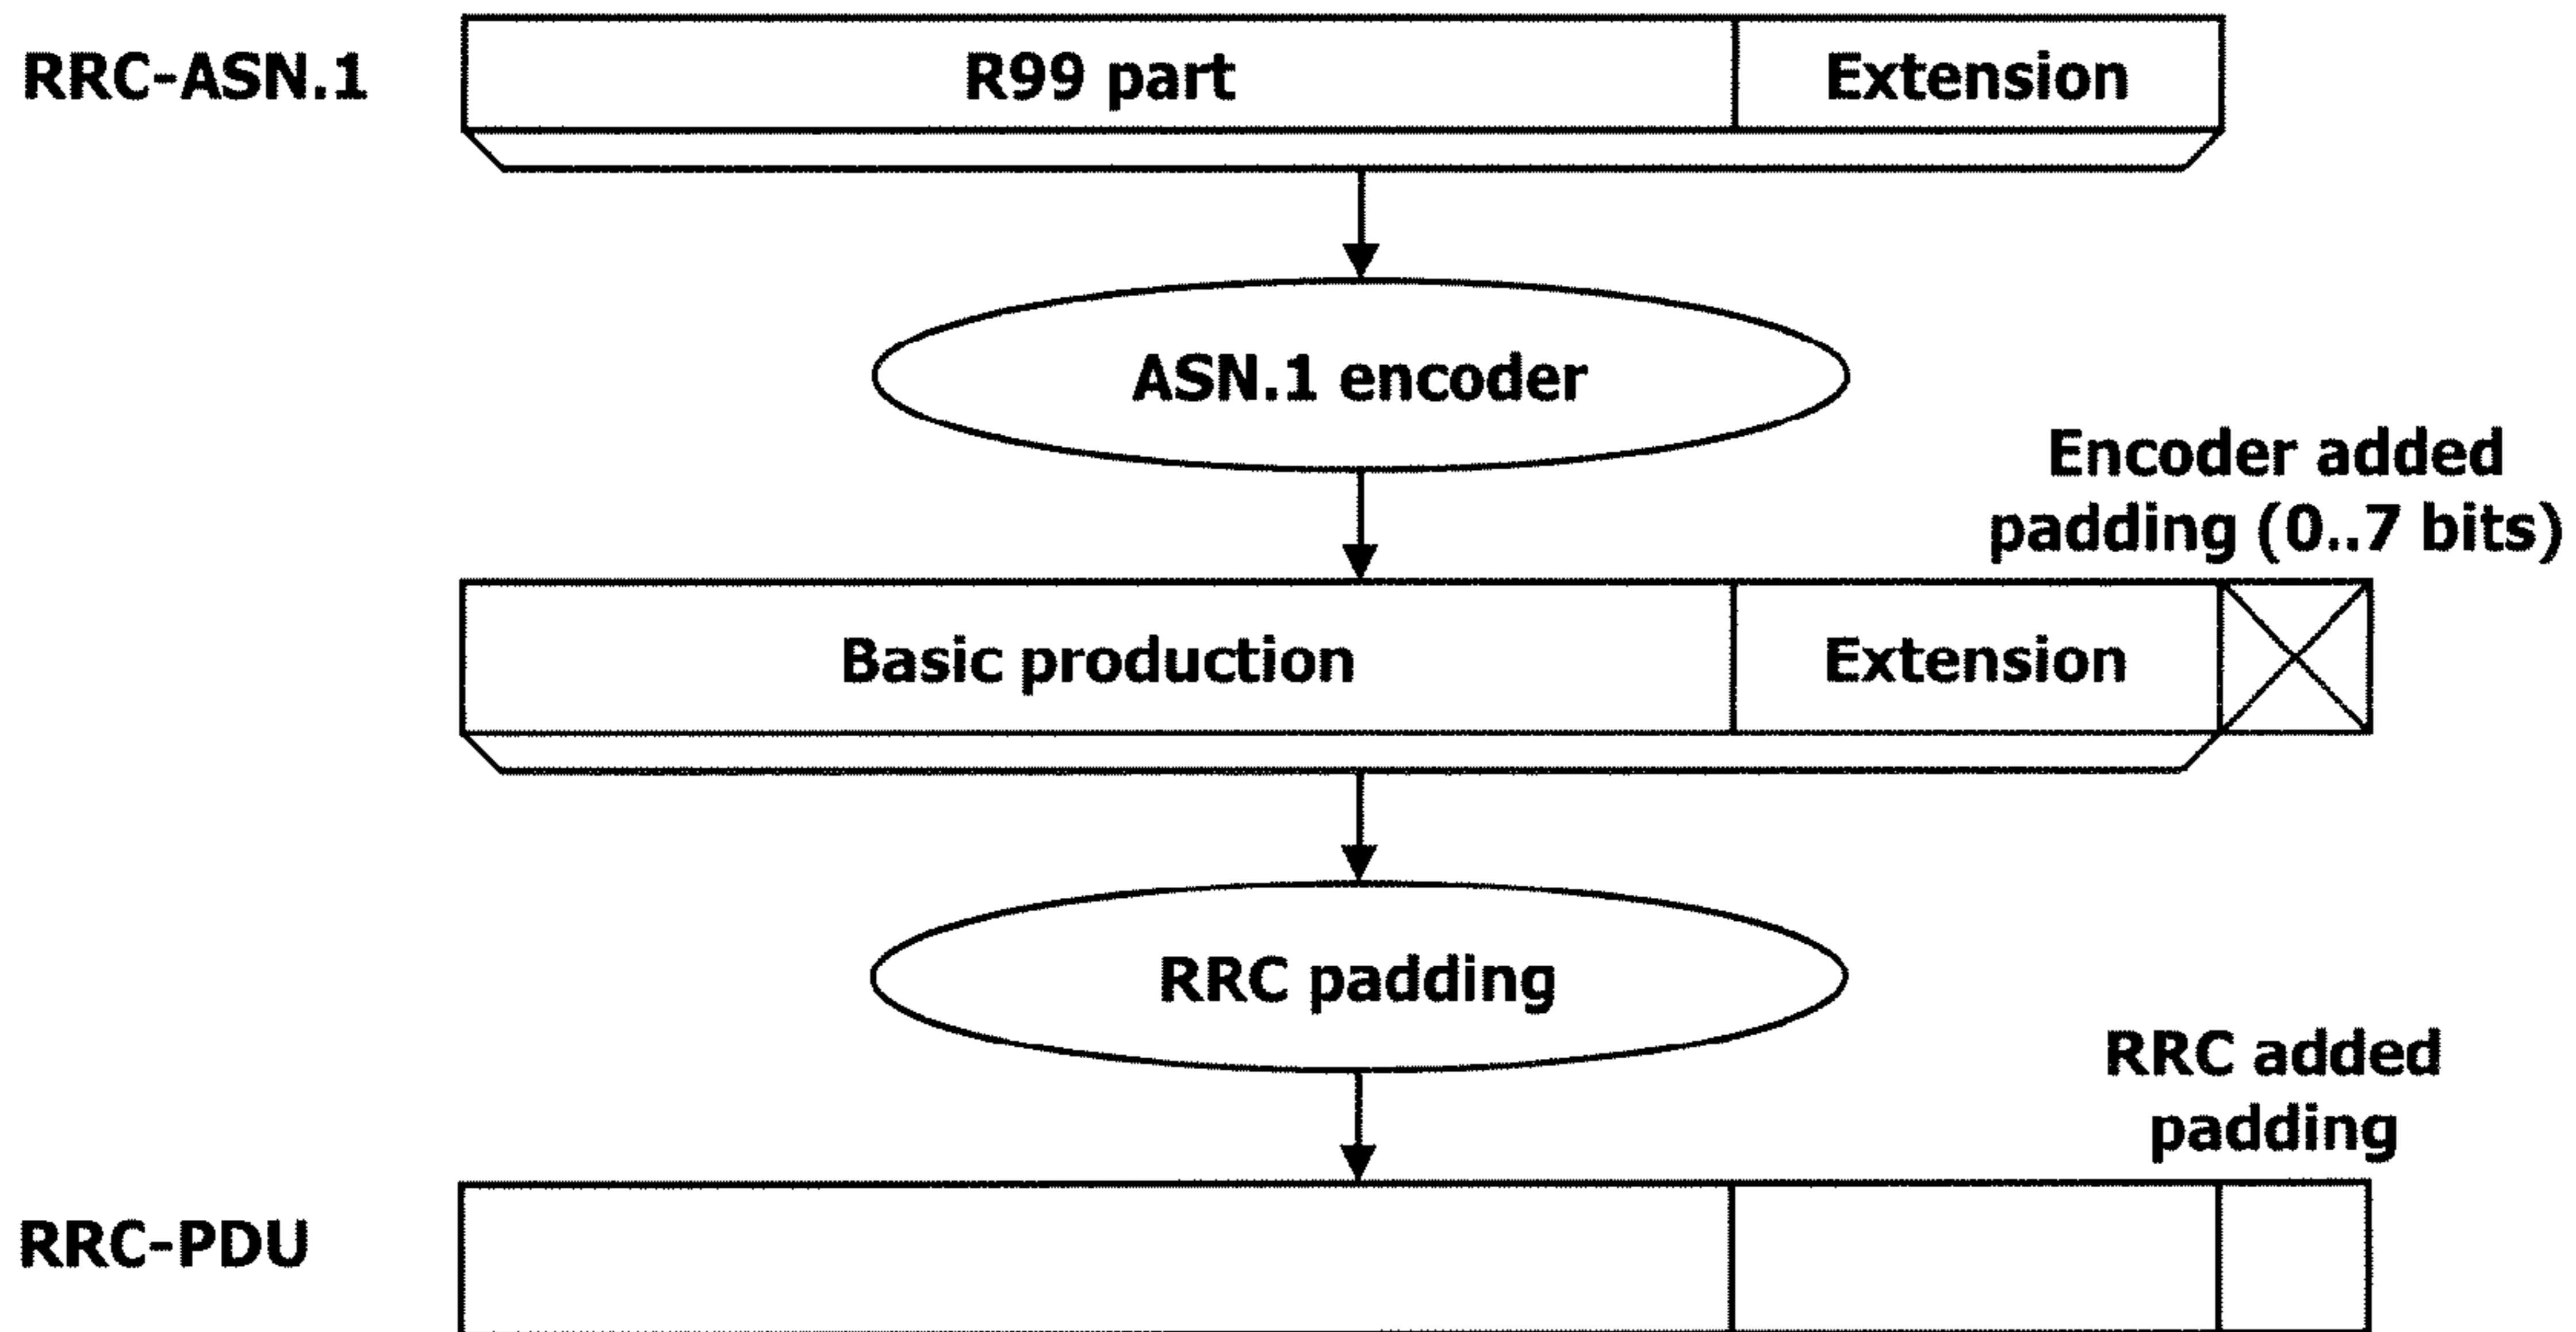 RRC-ASN.1
R99 part
Extension
ASN.1 encoder
Encoder added
padding (0..7 bits)
Basic production
Extension
RRC padding
RRC added
padding
RRC-PDU